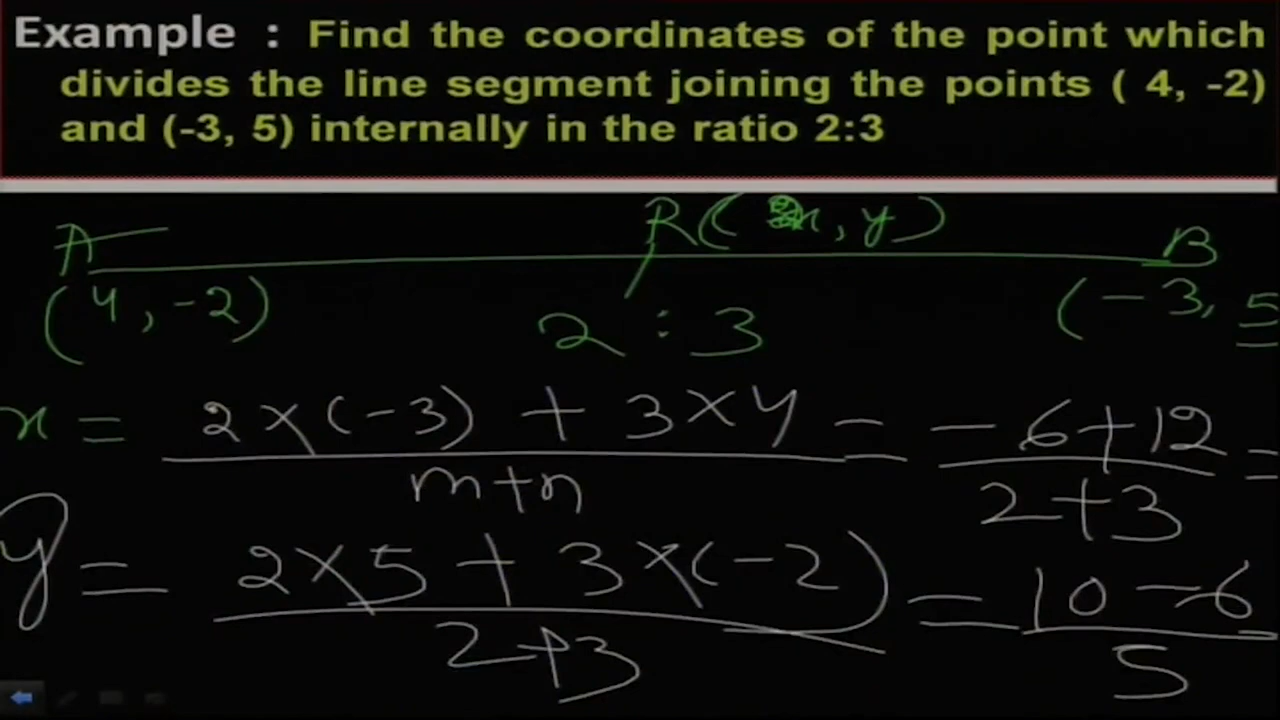 Example : Find the coordinates of the point which
divides the line segment joining the points ( 4, -2)
and (-3, 5) internally in the ratio 2:3
A R( x, y) B
(4, -2) 2 : 3 (-3, 5
x = 2 x (-3) + 3 x 4 / m+n = -6+12 / 2+3 =
y = 2 x 5 + 3 x (-2) / 2+3 = 10-6 / 5